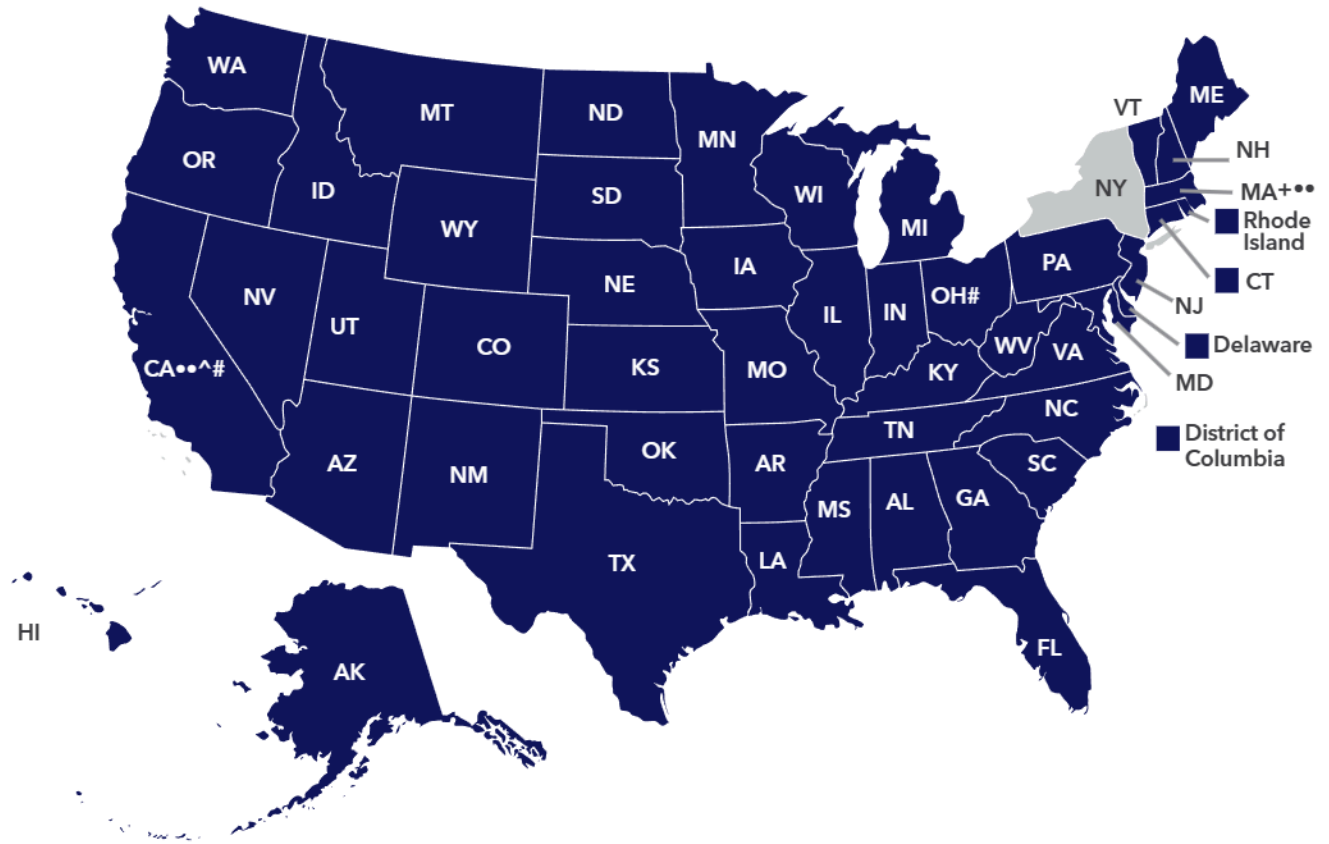 WA
ME
VT
MT
ND
MN
NH
OR
ID
SD
WI
NY
MA+••
WY
MI
Rhode
Island
PA
IA
NE
CT
NV
OH#
IL
IN
NJ
UT
CO
WV
VA
Delaware
CA••^#
KS
MO
KY
MD
NC
TN
District of
Columbia
OK
AZ
AR
SC
NM
MS
AL
GA
TX
LA
HI
FL
AK